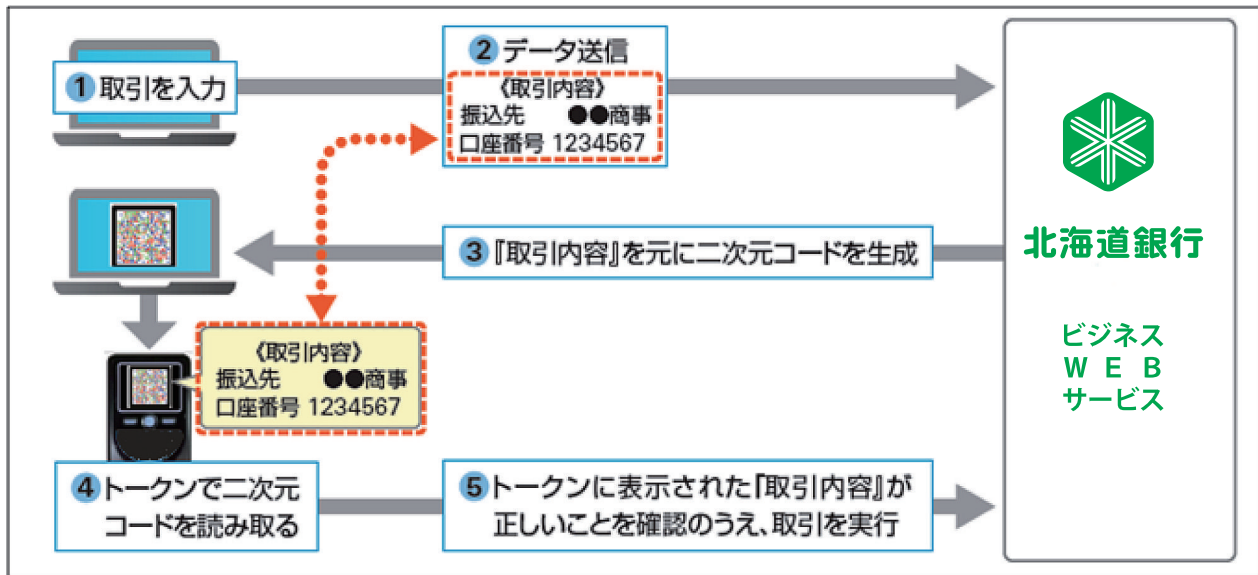 ① 取引を入力
② データ送信
《取引内容》
振込先 ●●商事
口座番号 1234567
北海道銀行
③ 『取引内容』を元に二次元コードを生成
ビジネス
WEB
サービス
《取引内容》
振込先 ●●商事
口座番号 1234567
④ トークンで二次元
コードを読み取る
⑤ トークンに表示された『取引内容』が
正しいことを確認のうえ、取引を実行